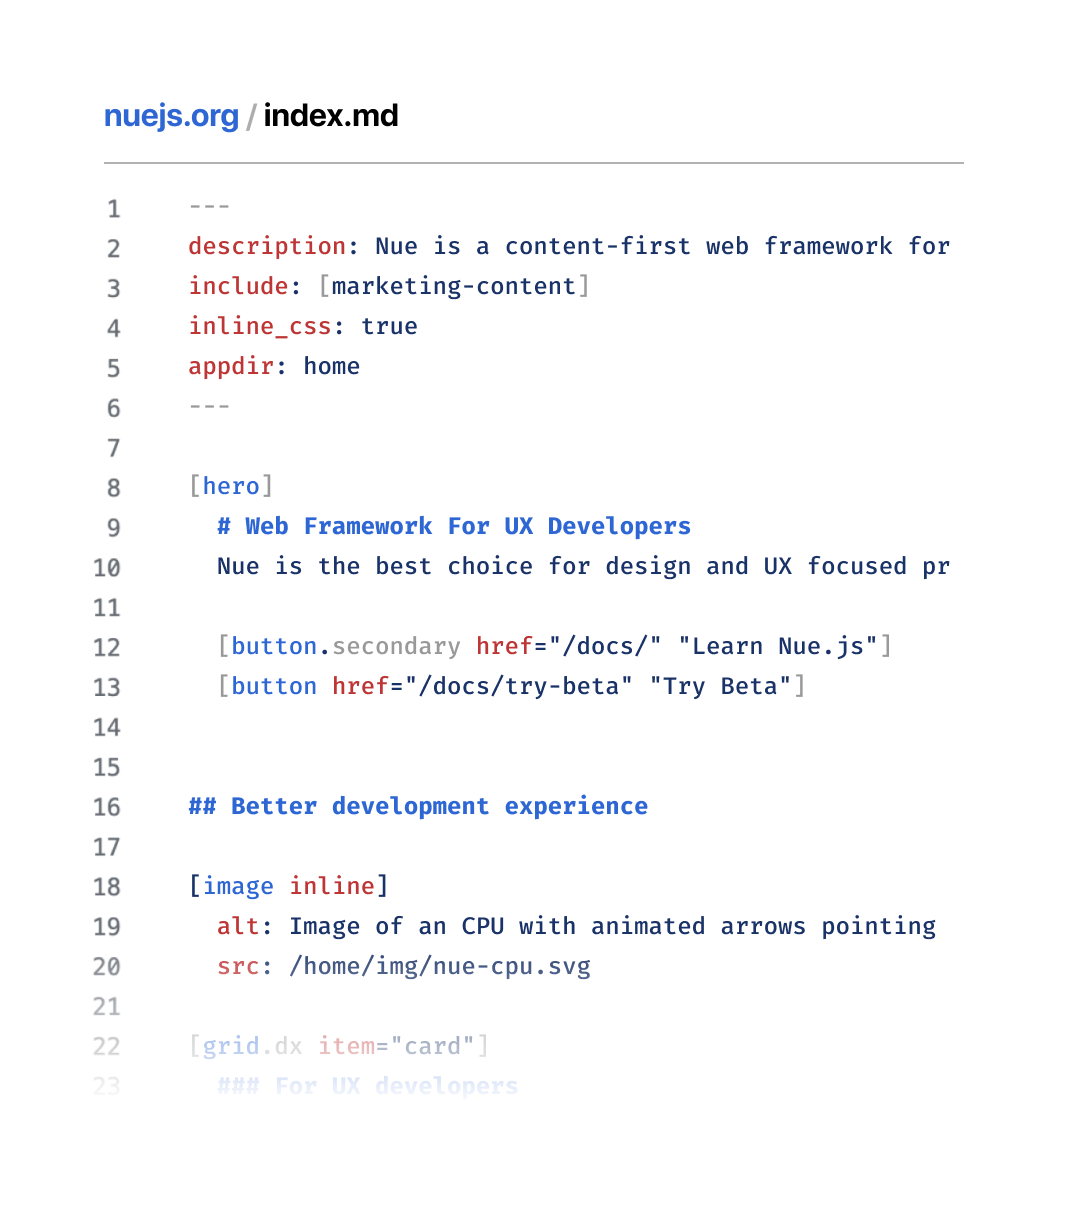 nuejs.org / index.md
1 ---
2 description: Nue is a content-first web framework for
3 include: [marketing-content]
4 inline_css: true
5 appdir: home
6 ---
7
8 [hero]
9 # Web Framework For UX Developers
10 Nue is the best choice for design and UX focused pr
11
12 [button.secondary href="/docs/" "Learn Nue.js"]
13 [button href="/docs/try-beta" "Try Beta"]
14
15
16 ## Better development experience
17
18 [image inline]
19 alt: Image of an CPU with animated arrows pointing
20 src: /home/img/nue-cpu.svg
21
22 [grid.dx item="card"]
23 ### For UX developers